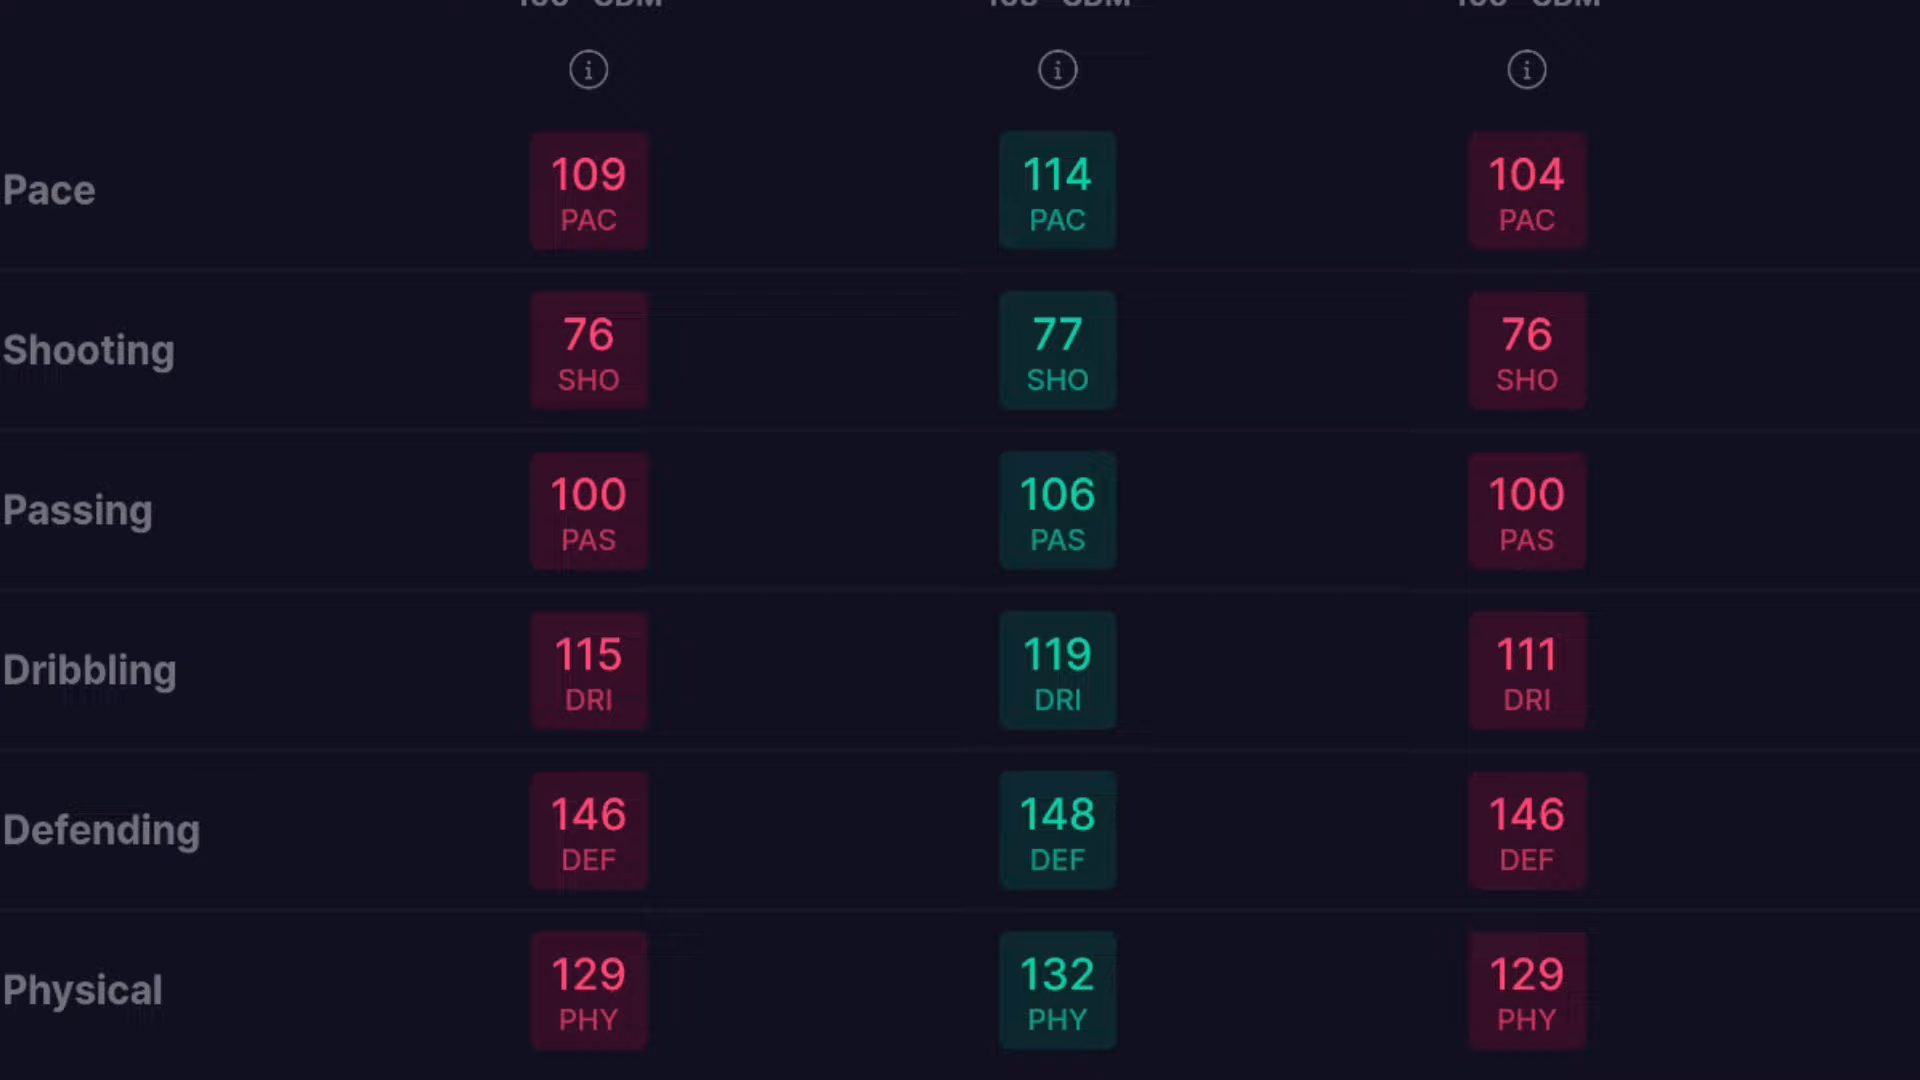 Pace 109 114 104
PAC PAC PAC
Shooting 76 77 76
SHO SHO SHO
Passing 100 106 100
PAS PAS PAS
Dribbling 115 119 111
DRI DRI DRI
Defending 146 148 146
DEF DEF DEF
Physical 129 132 129
PHY PHY PHY